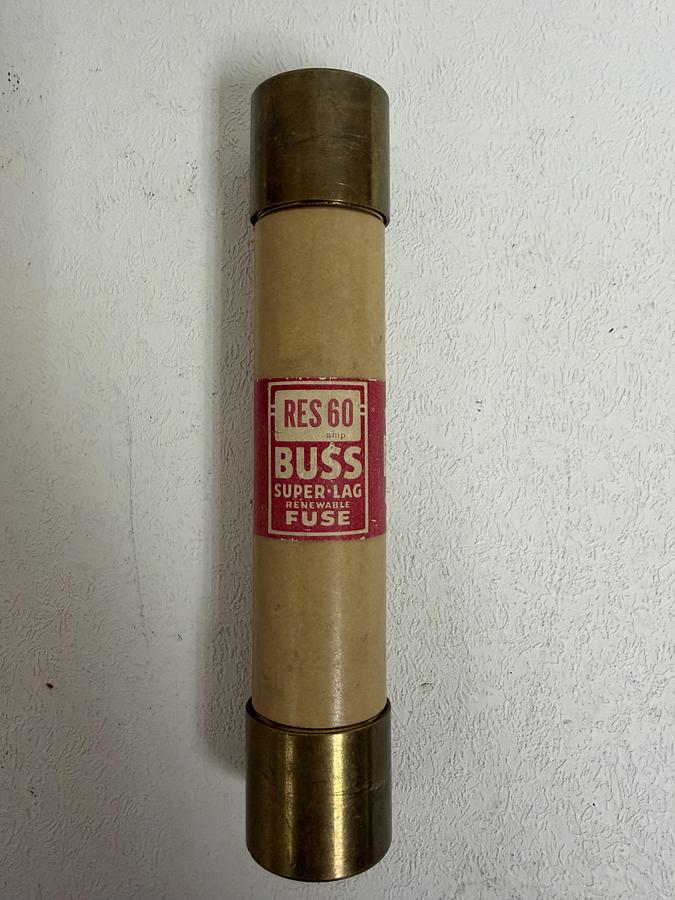 RES 60
amp
BUSS
SUPER·LAG
RENEWABLE
FUSE